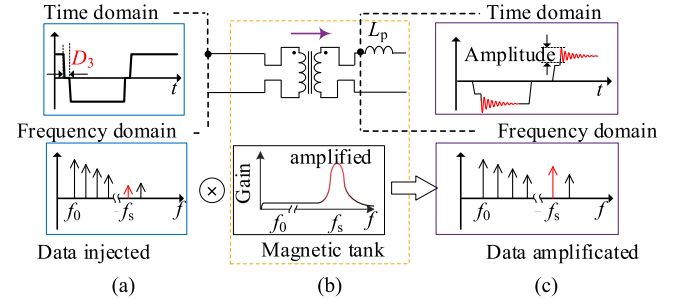 Time domain
D3
t
Frequency domain
f0
fs
f
Data injected
(a)
Lp
amplified
Gain
f0
fs
f
Magnetic tank
(b)
Time domain
Amplitude
t
Frequency domain
f0
fs
f
Data amplificated
(c)